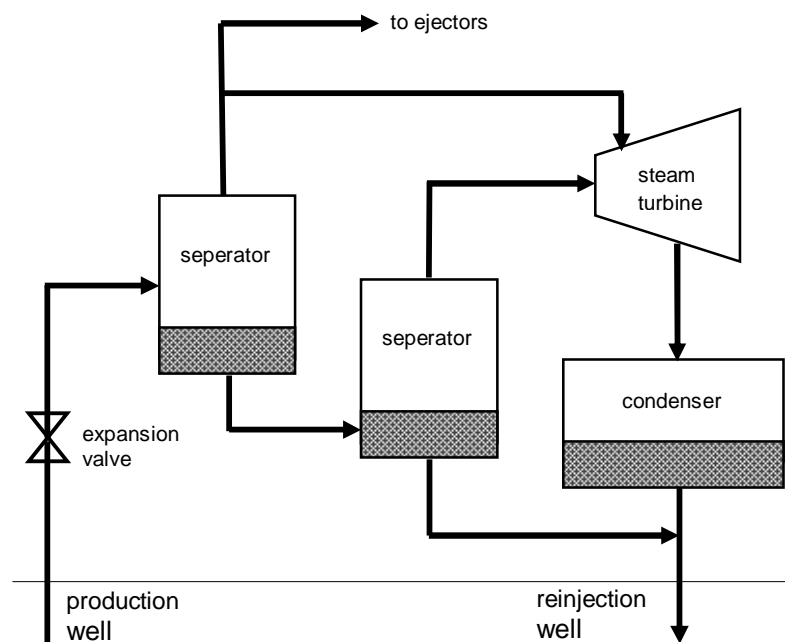 to ejectors
steam
turbine
seperator
seperator
condenser
expansion
valve
production
well
reinjection
well